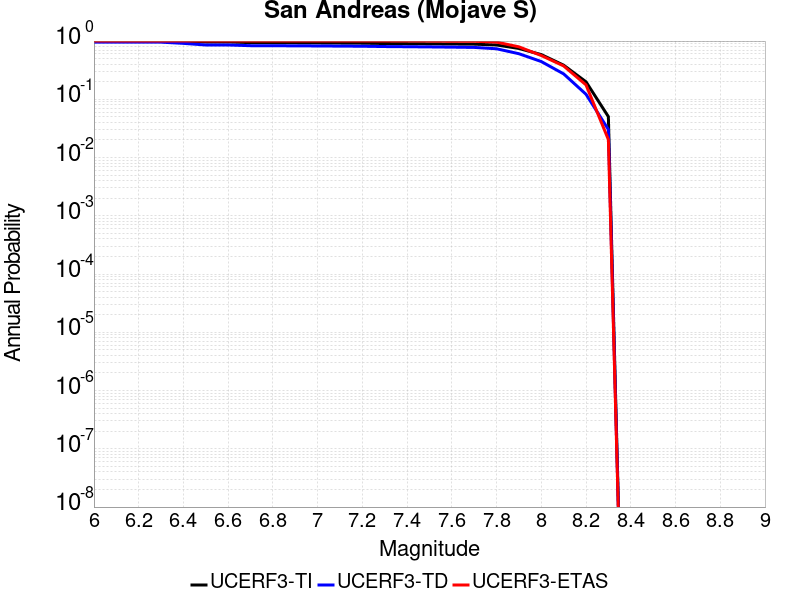 San Andreas (Mojave S)
10^0
10^-1
10^-2
10^-3
10^-4
10^-5
10^-6
10^-7
10^-8
Annual Probability
6 6.2 6.4 6.6 6.8 7 7.2 7.4 7.6 7.8 8 8.2 8.4 8.6 8.8 9
Magnitude
UCERF3-TI UCERF3-TD UCERF3-ETAS